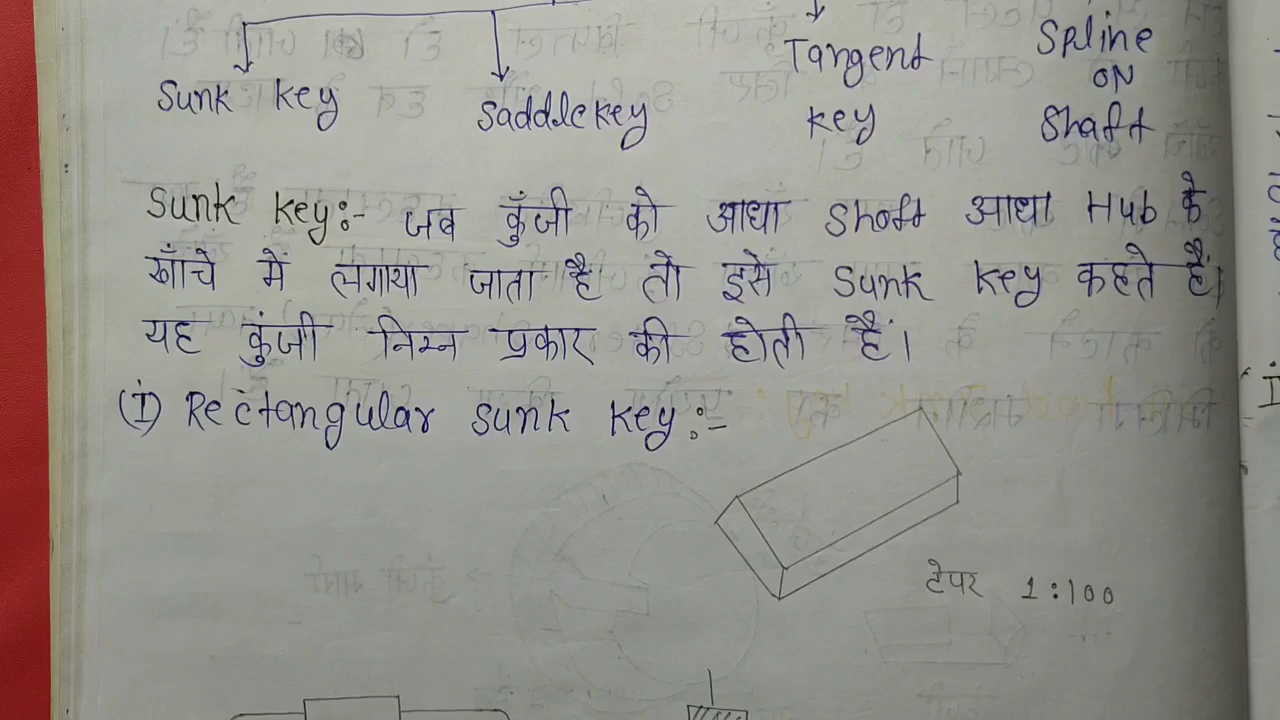 Sunk key
Saddle key
Tangent key
Spline ON Shaft
Sunk key:- जब कुँजी को आधा Shaft आधा Hub के
खाँचे में लगाया जाता है तो इसे Sunk key कहते हैं।
यह कुंजी निम्न प्रकार की होती हैं।
(I) Rectangular sunk key:-
टेपर 1:100